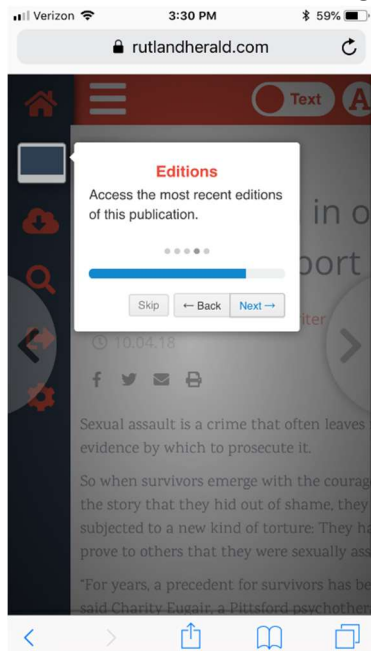 Verizon 3:30 PM 59%
rutlandherald.com
Text A
Editions
Access the most recent editions
of this publication.
in o
port
Skip ← Back Next →
iter
10.04.18
Sexual assault is a crime that often leaves
evidence by which to prosecute it.
So when survivors emerge with the courag
the story that they hid out of shame, they
subjected to a new kind of torture: They ha
prove to others that they were sexually ass
"For years, a precedent for survivors has be
said Charity Eugair, a Pittsford psychother